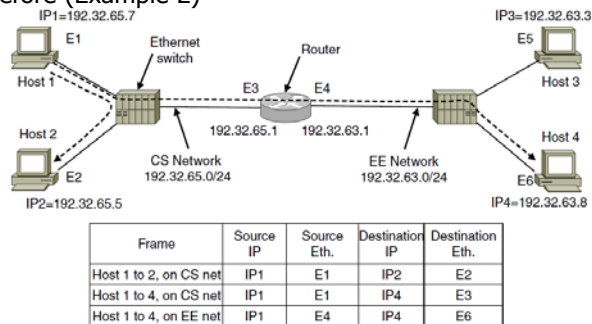 (Example 2)
IP1=192.32.65.7
IP3=192.32.63.3
E1
Ethernet switch
Router
E5
Host 1
E3
E4
Host 3
Host 2
192.32.65.1
192.32.63.1
Host 4
CS Network
192.32.65.0/24
EE Network
192.32.63.0/24
E2
E6
IP2=192.32.65.5
IP4=192.32.63.8
Frame | Source IP | Source Eth. | Destination IP | Destination Eth.
Host 1 to 2, on CS net | IP1 | E1 | IP2 | E2
Host 1 to 4, on CS net | IP1 | E1 | IP4 | E3
Host 1 to 4, on EE net | IP1 | E4 | IP4 | E6